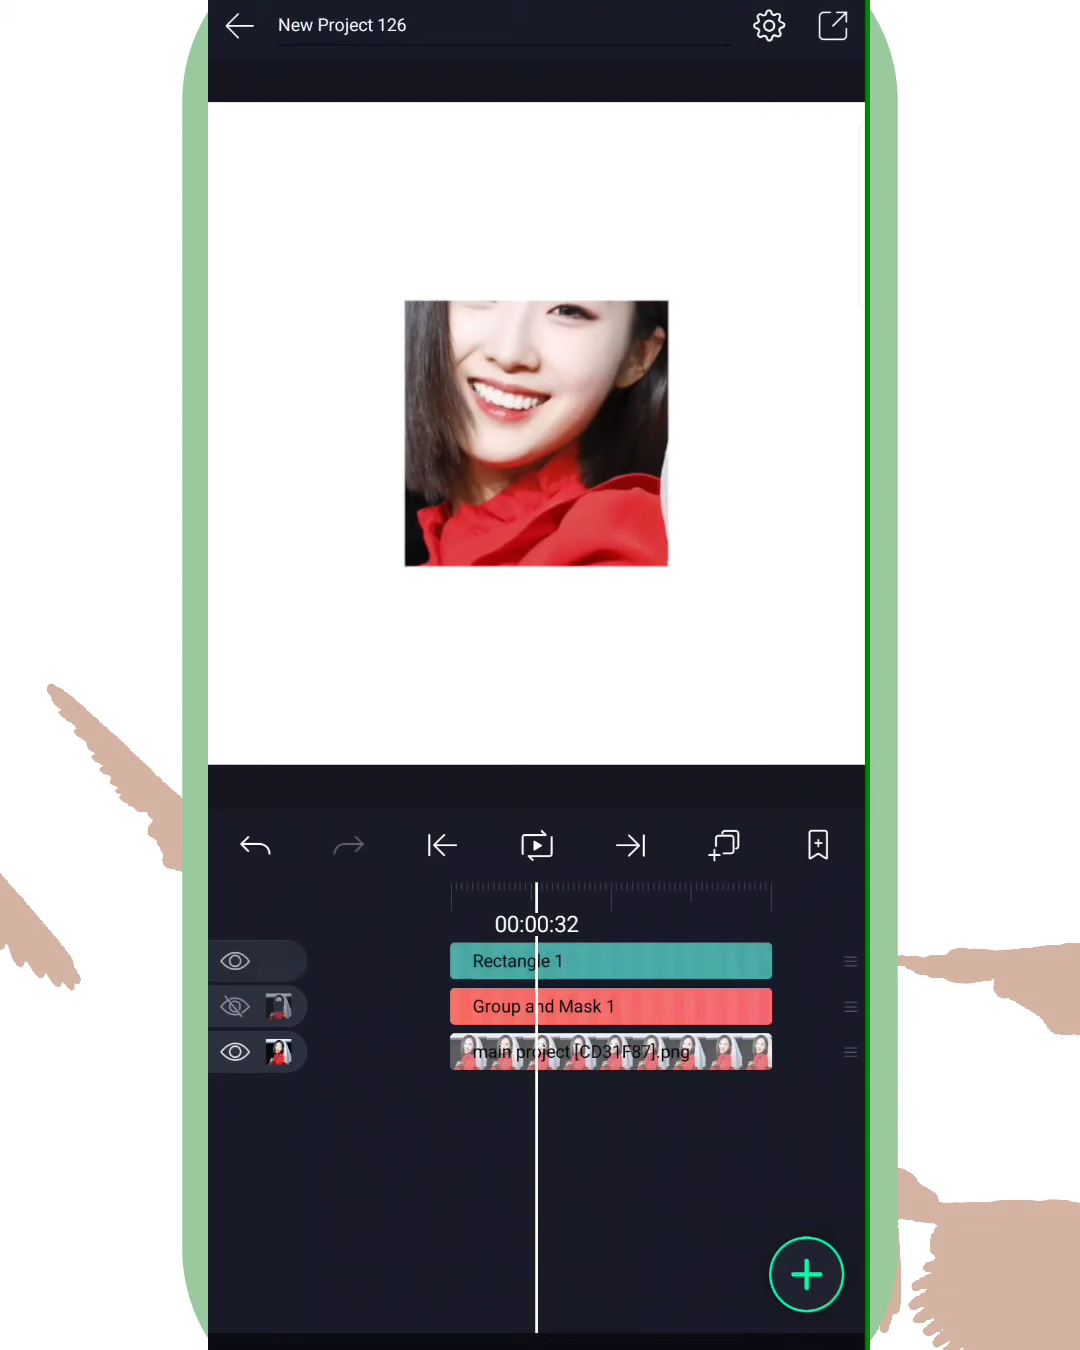 New Project 126
00:00:32
Rectangle 1
Group and Mask 1
main project [CD31F87].png